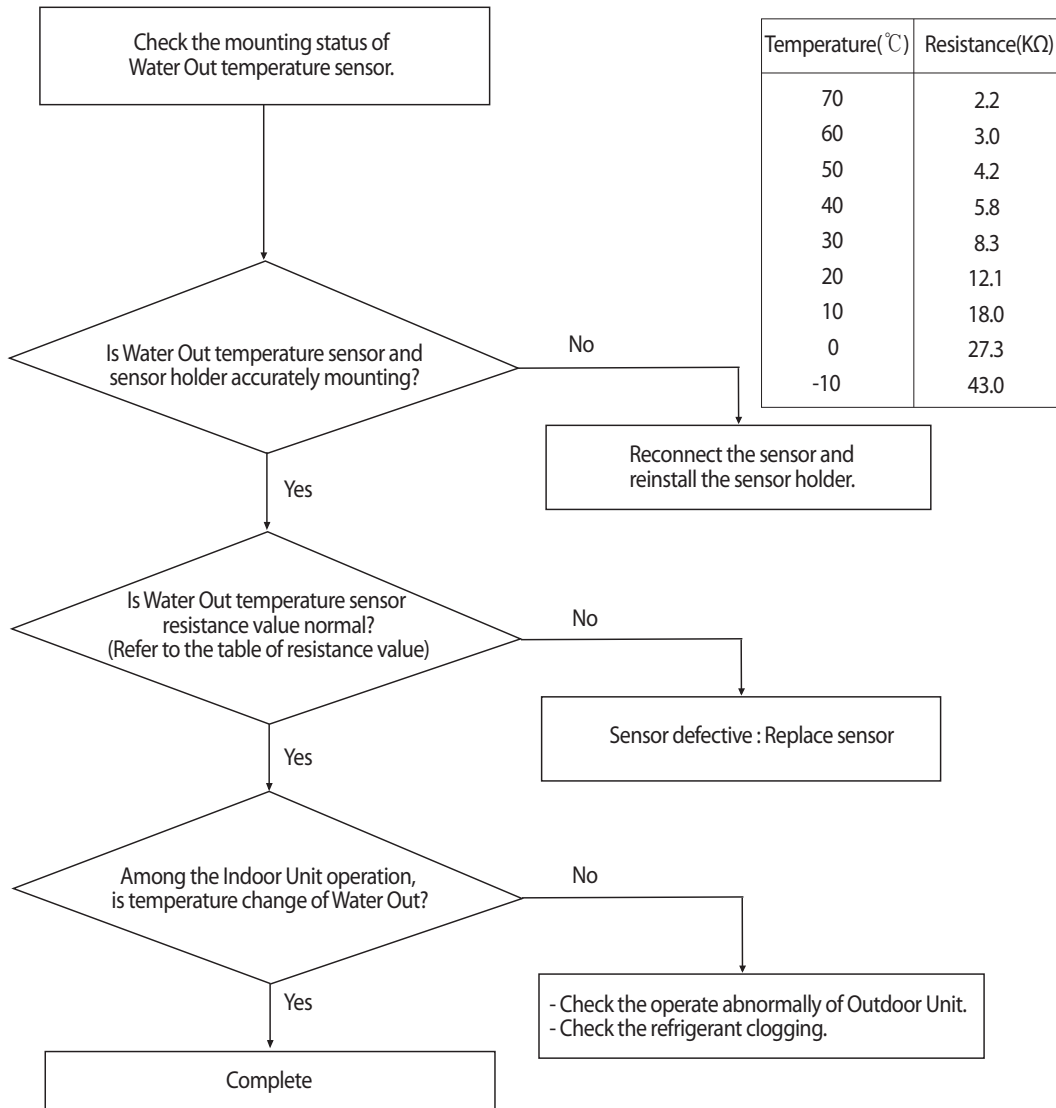 Check the mounting status of
Water Out temperature sensor.
Temperature(℃) Resistance(KΩ)
70 2.2
60 3.0
50 4.2
40 5.8
30 8.3
20 12.1
10 18.0
0 27.3
-10 43.0
Is Water Out temperature sensor and
sensor holder accurately mounting?
No
Reconnect the sensor and
reinstall the sensor holder.
Yes
Is Water Out temperature sensor
resistance value normal?
(Refer to the table of resistance value)
No
Sensor defective : Replace sensor
Yes
Among the Indoor Unit operation,
is temperature change of Water Out?
No
- Check the operate abnormally of Outdoor Unit.
- Check the refrigerant clogging.
Yes
Complete